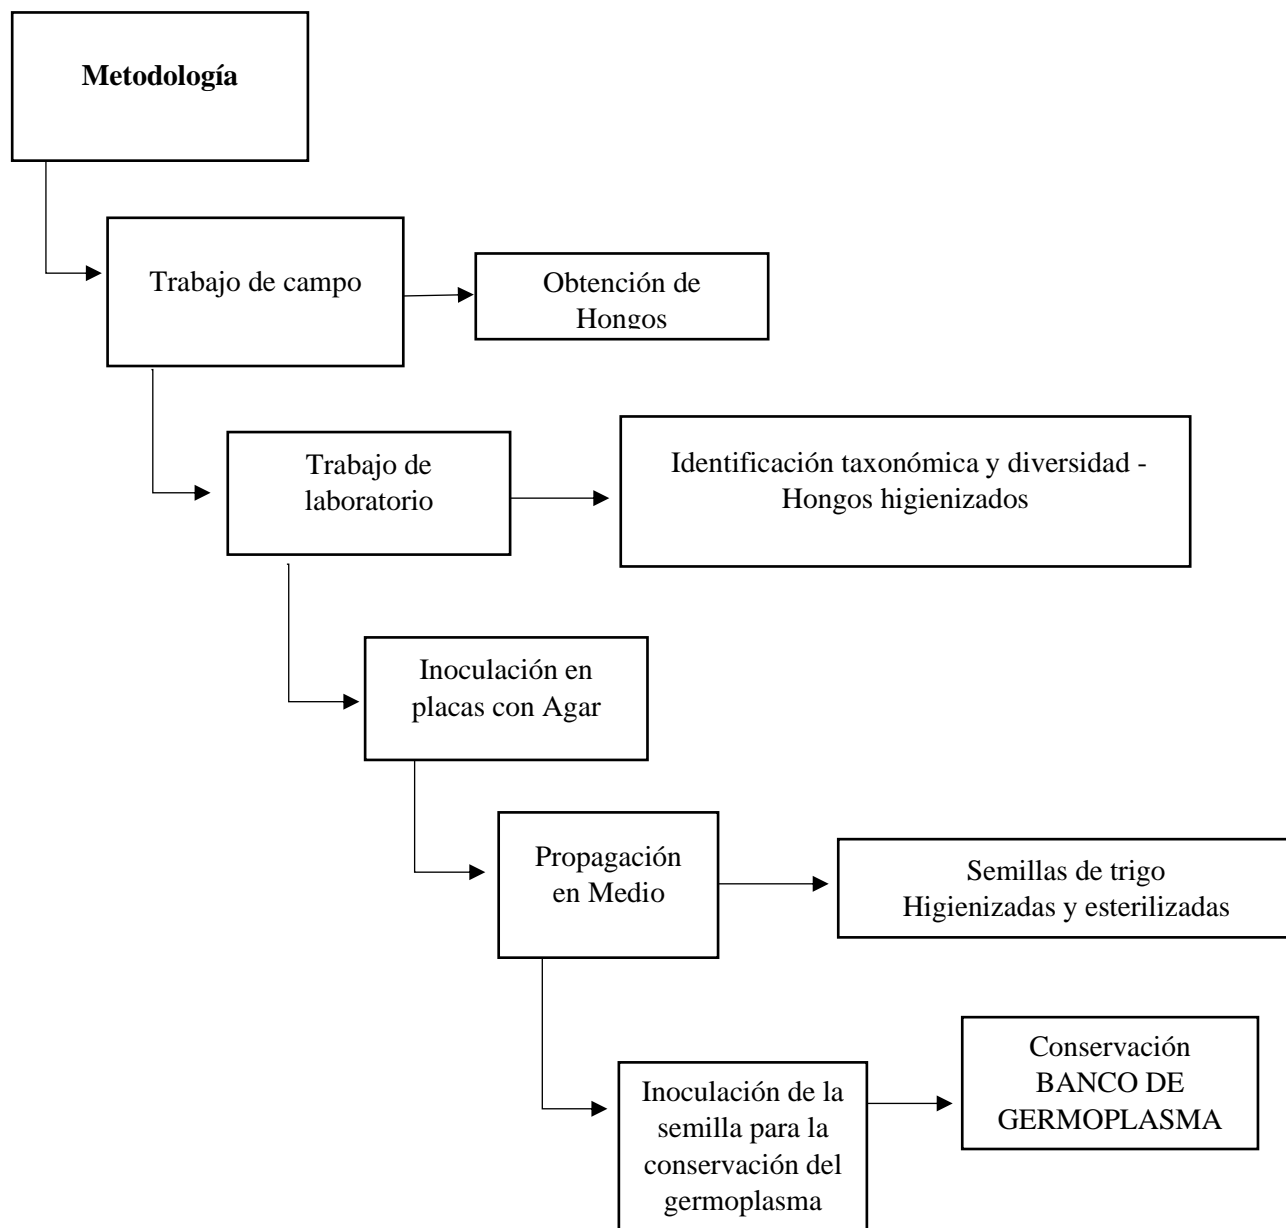 Metodología
Trabajo de campo
Obtención de
Hongos
Trabajo de
laboratorio
Identificación taxonómica y diversidad -
Hongos higienizados
Inoculación en
placas con Agar
Propagación
en Medio
Semillas de trigo
Higienizadas y esterilizadas
Inoculación de la
semilla para la
conservación del
germoplasma
Conservación
BANCO DE
GERMOPLASMA